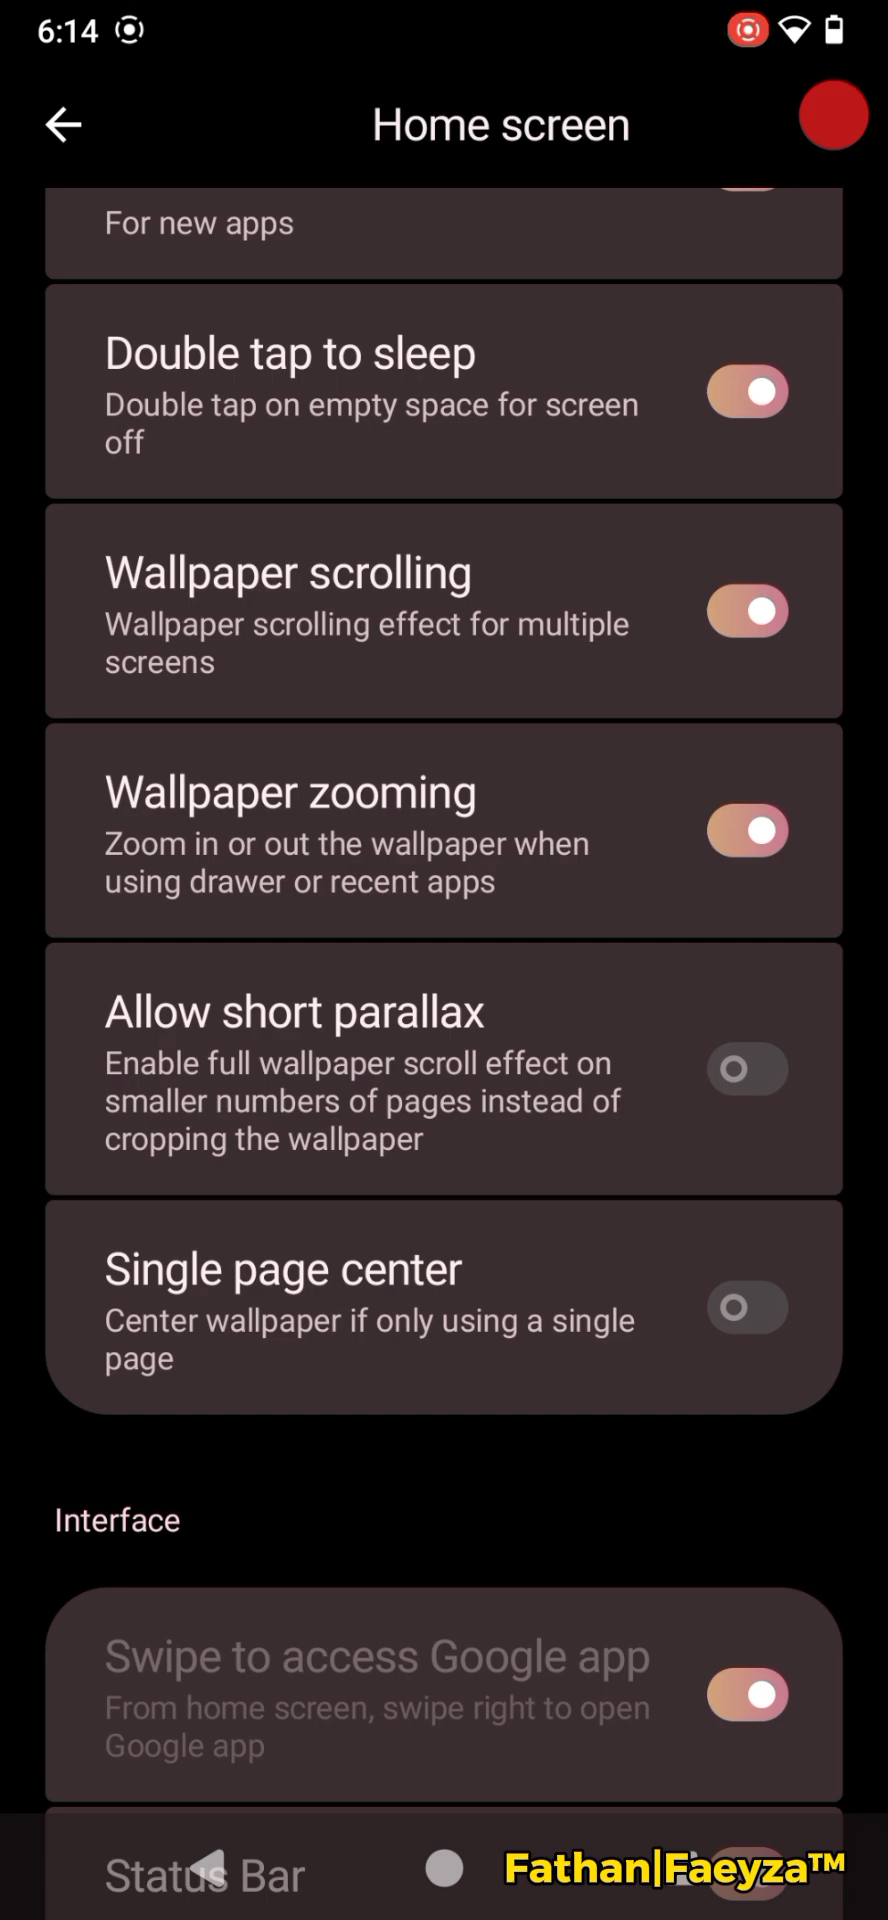 6:14
Home screen
For new apps
Double tap to sleep
Double tap on empty space for screen
off
Wallpaper scrolling
Wallpaper scrolling effect for multiple
screens
Wallpaper zooming
Zoom in or out the wallpaper when
using drawer or recent apps
Allow short parallax
Enable full wallpaper scroll effect on
smaller numbers of pages instead of
cropping the wallpaper
Single page center
Center wallpaper if only using a single
page
Interface
Swipe to access Google app
From home screen, swipe right to open
Google app
Status Bar
Fathan|Faeyza™